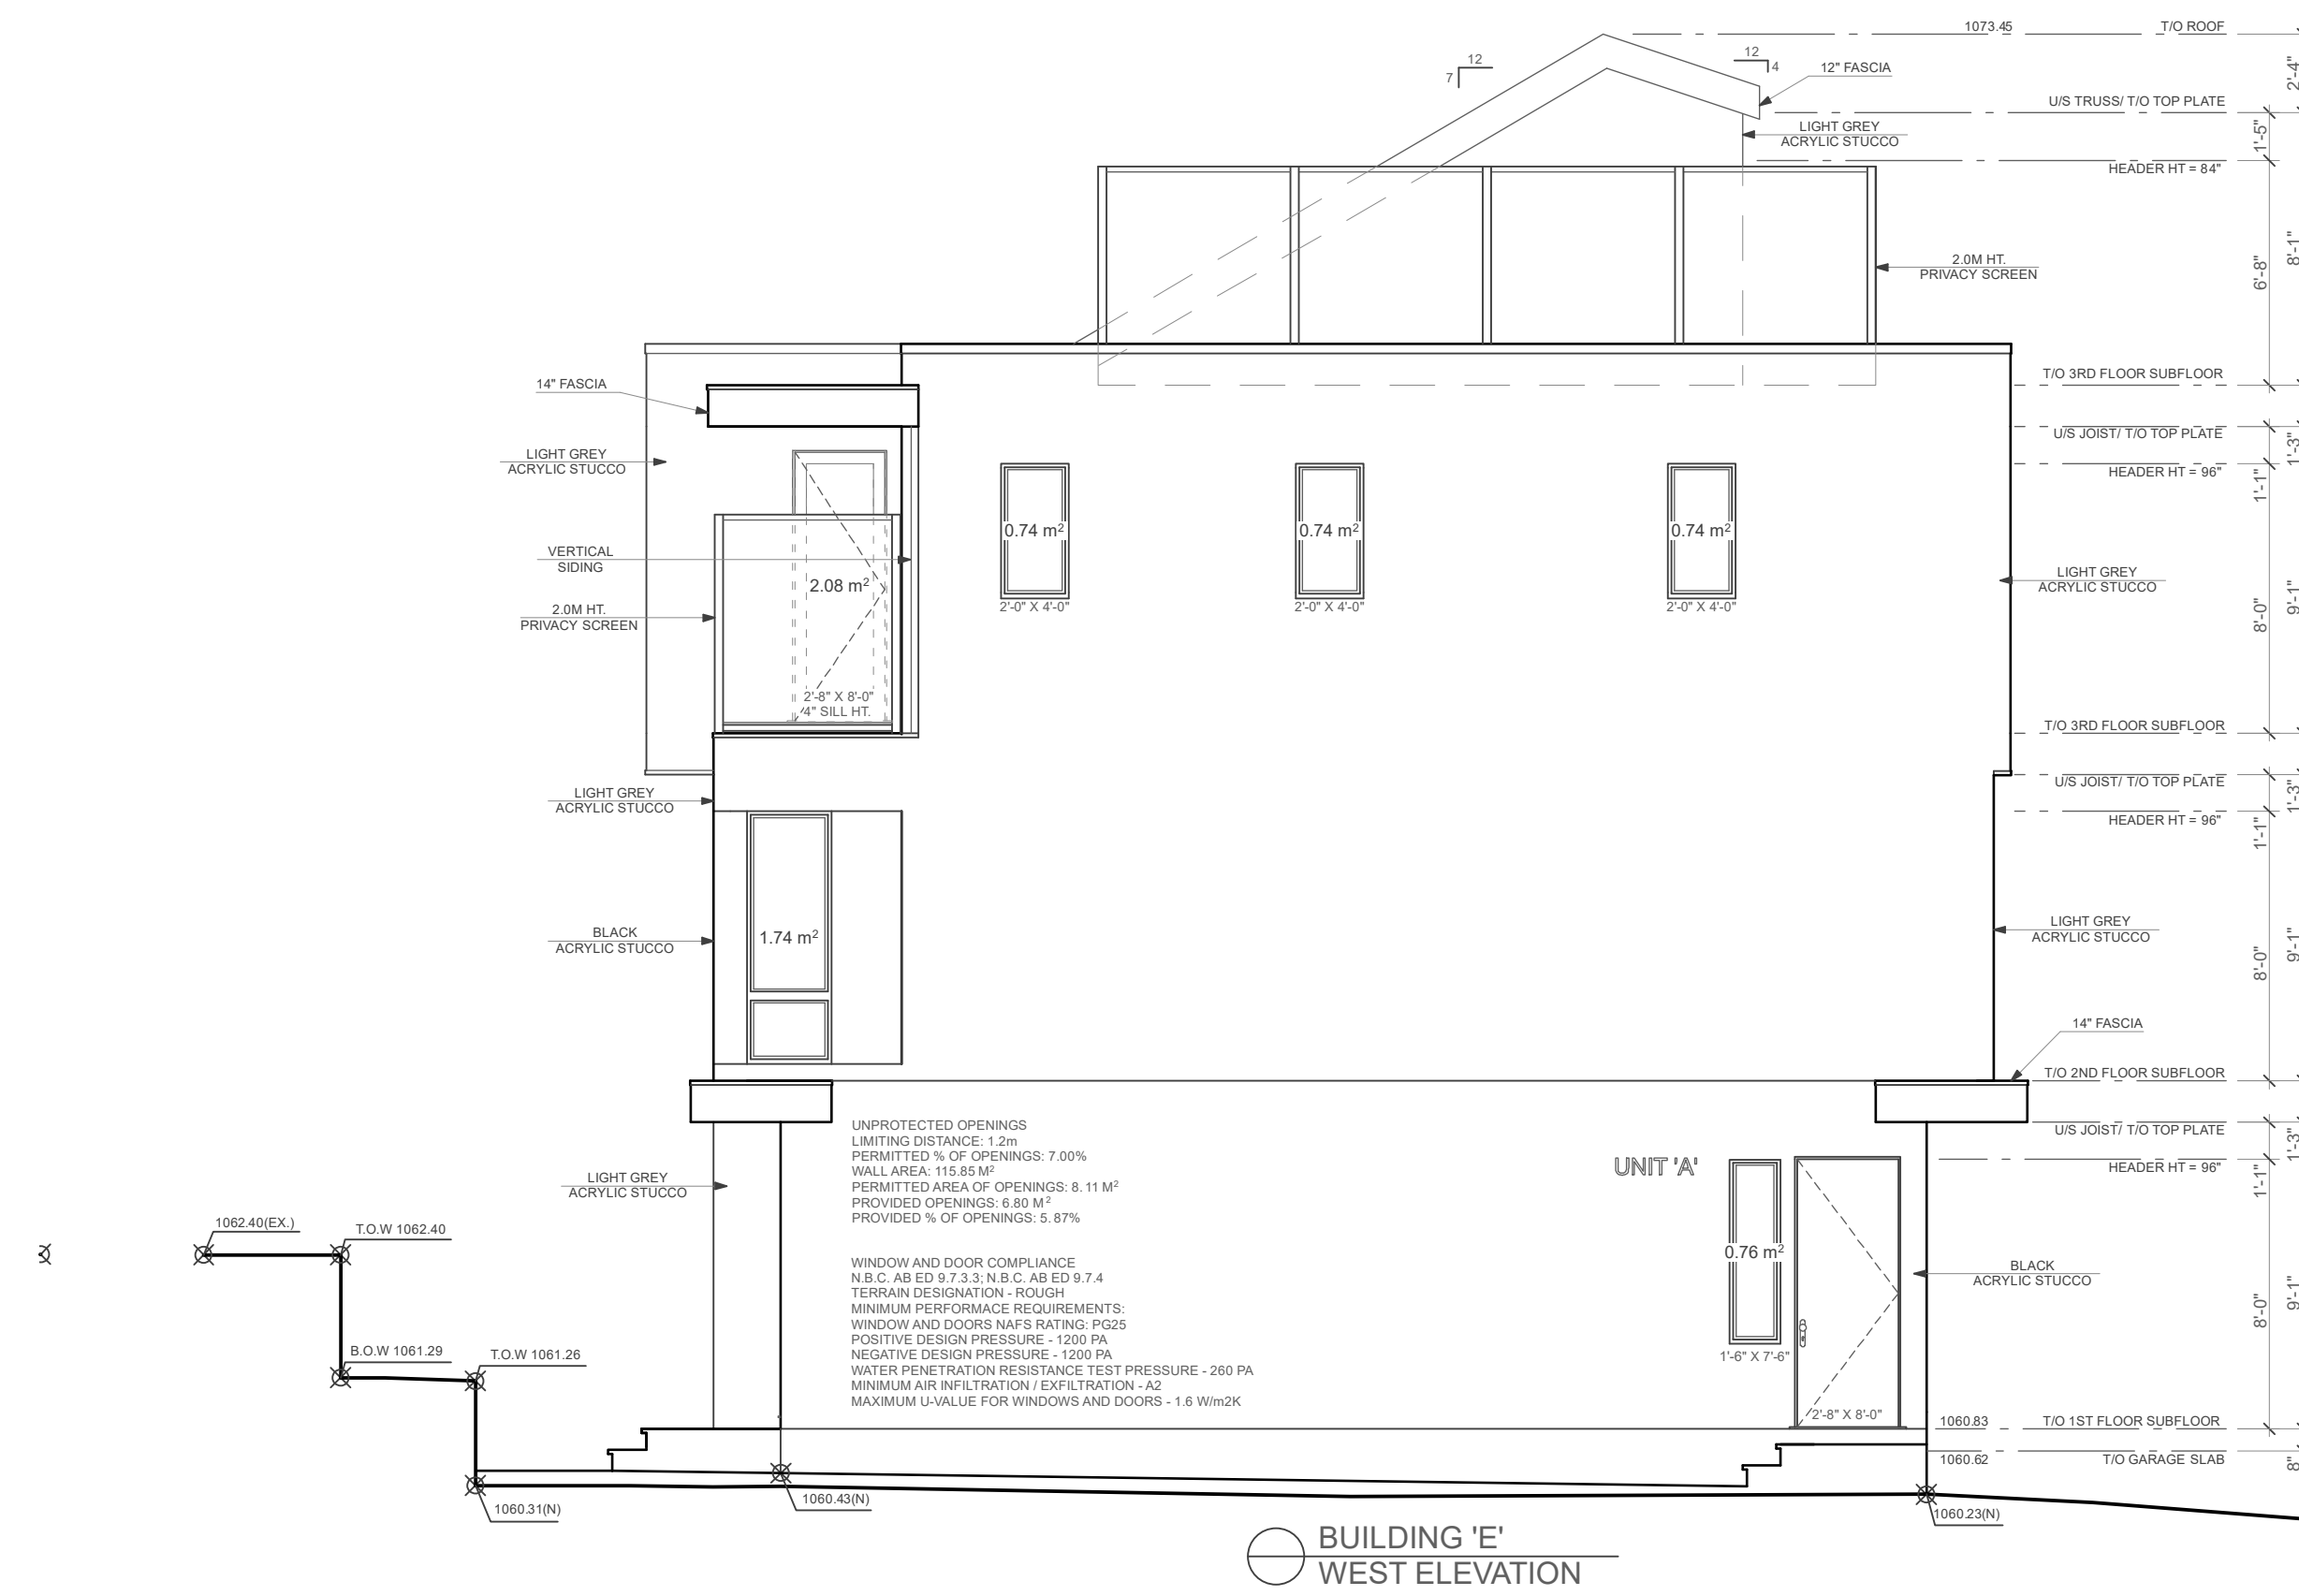 1073.45
T/O ROOF
12
7
12
4
12" FASCIA
2'-4"
U/S TRUSS/ T/O TOP PLATE
LIGHT GREY
ACRYLIC STUCCO
1'-5"
HEADER HT = 84"
2.0M HT.
PRIVACY SCREEN
6'-8"
8'-1"
14" FASCIA
T/O 3RD FLOOR SUBFLOOR
U/S JOIST/ T/O TOP PLATE
1'-3"
LIGHT GREY
ACRYLIC STUCCO
HEADER HT = 96"
1'-1"
0.74 m²
0.74 m²
0.74 m²
VERTICAL
SIDING
2.08 m²
LIGHT GREY
ACRYLIC STUCCO
2.0M HT.
PRIVACY SCREEN
2'-0" X 4'-0"
2'-0" X 4'-0"
2'-0" X 4'-0"
8'-0"
9'-1"
2'-8" X 8'-0"
4" SILL HT.
T/O 3RD FLOOR SUBFLOOR
U/S JOIST/ T/O TOP PLATE
1'-3"
LIGHT GREY
ACRYLIC STUCCO
HEADER HT = 96"
1'-1"
BLACK
ACRYLIC STUCCO
1.74 m²
LIGHT GREY
ACRYLIC STUCCO
8'-0"
9'-1"
14" FASCIA
T/O 2ND FLOOR SUBFLOOR
UNPROTECTED OPENINGS
LIMITING DISTANCE: 1.2m
PERMITTED % OF OPENINGS: 7.00%
WALL AREA: 115.85 M²
PERMITTED AREA OF OPENINGS: 8.11 M²
PROVIDED OPENINGS: 6.80 M²
PROVIDED % OF OPENINGS: 5.87%
U/S JOIST/ T/O TOP PLATE
1'-3"
UNIT 'A'
HEADER HT = 96"
1'-1"
LIGHT GREY
ACRYLIC STUCCO
1062.40(EX.)
T.O.W 1062.40
WINDOW AND DOOR COMPLIANCE
N.B.C. AB ED 9.7.3.3; N.B.C. AB ED 9.7.4
TERRAIN DESIGNATION - ROUGH
MINIMUM PERFORMACE REQUIREMENTS:
WINDOW AND DOORS NAFS RATING: PG25
POSITIVE DESIGN PRESSURE - 1200 PA
NEGATIVE DESIGN PRESSURE - 1200 PA
WATER PENETRATION RESISTANCE TEST PRESSURE - 260 PA
MINIMUM AIR INFILTRATION / EXFILTRATION - A2
MAXIMUM U-VALUE FOR WINDOWS AND DOORS - 1.6 W/m2K
0.76 m²
BLACK
ACRYLIC STUCCO
8'-0"
9'-1"
B.O.W 1061.29
T.O.W 1061.26
1'-6" X 7'-6"
2'-8" X 8'-0"
1060.83
T/O 1ST FLOOR SUBFLOOR
1060.62
T/O GARAGE SLAB
8"
1060.31(N)
1060.43(N)
1060.23(N)
BUILDING 'E'
WEST ELEVATION